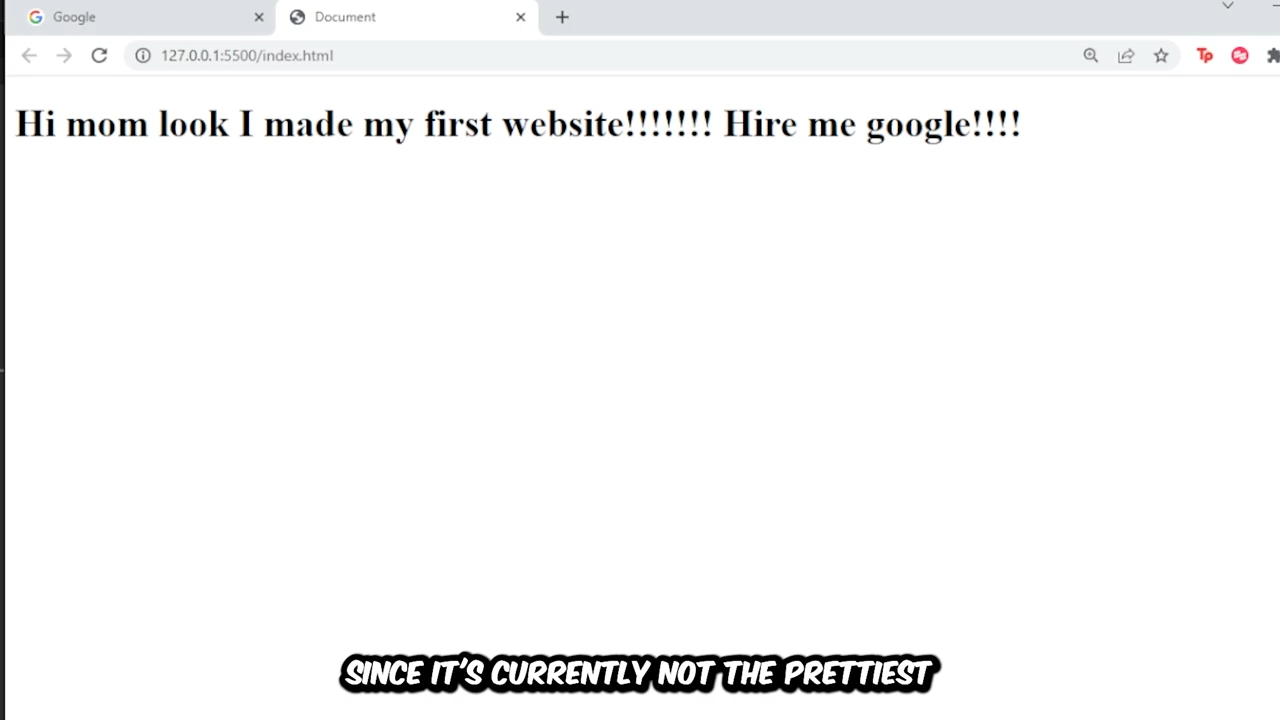 Google
Document
127.0.0.1:5500/index.html
Tp
Hi mom look I made my first website!!!!!!! Hire me google!!!!
SINCE IT'S CURRENTLY NOT THE PRETTIEST